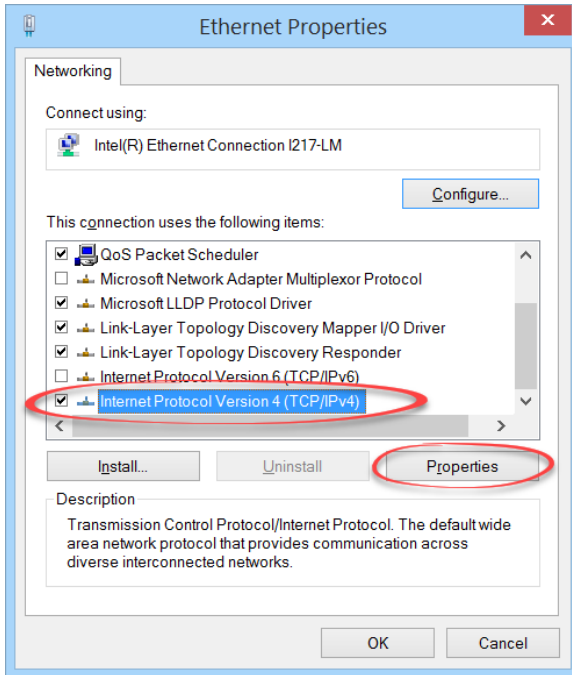 Ethernet Properties
Networking
Connect using:
Intel(R) Ethernet Connection I217-LM
Configure...
This connection uses the following items:
QoS Packet Scheduler
Microsoft Network Adapter Multiplexor Protocol
Microsoft LLDP Protocol Driver
Link-Layer Topology Discovery Mapper I/O Driver
Link-Layer Topology Discovery Responder
Internet Protocol Version 6 (TCP/IPv6)
Internet Protocol Version 4 (TCP/IPv4)
Install... Uninstall Properties
Description
Transmission Control Protocol/Internet Protocol. The default wide
area network protocol that provides communication across
diverse interconnected networks.
OK Cancel